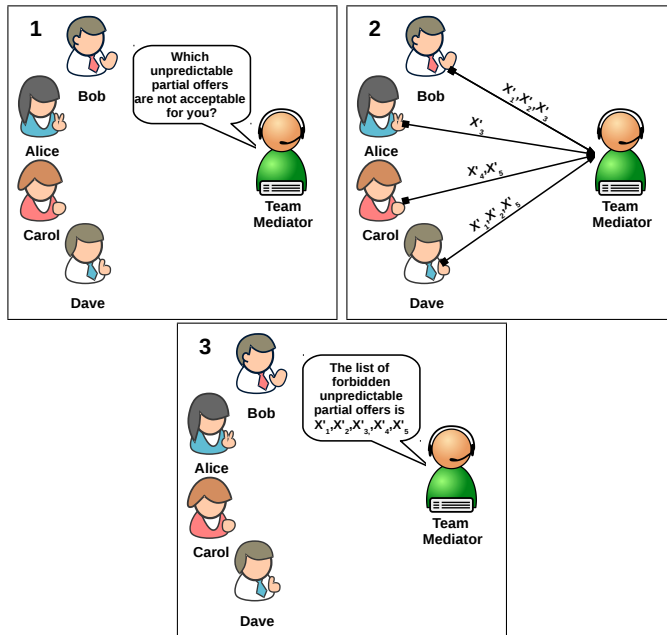 1
Bob
Which
unpredictable
partial offers
are not acceptable
for you?
Alice
Carol
Dave
Team
Mediator
2
Bob
Alice
Carol
Dave
X'₁,X'₂,X'₃
X'₃
X'₄,X'₅
X'₁,X'₂,X'₅
Team
Mediator
3
Bob
The list of
forbidden
unpredictable
partial offers is
X'₁,X'₂,X'₃,,X'₄,X'₅
Alice
Carol
Dave
Team
Mediator